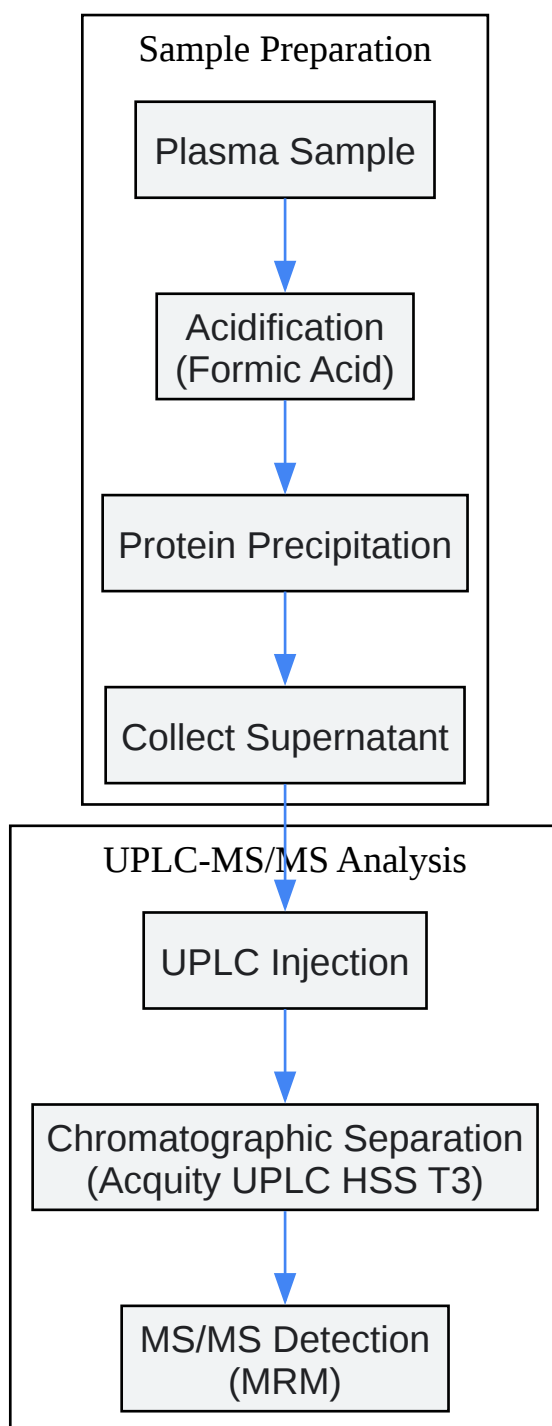 Sample Preparation
Plasma Sample
Acidification
(Formic Acid)
Protein Precipitation
Collect Supernatant
UPLC-MS/MS Analysis
UPLC Injection
Chromatographic Separation
(Acquity UPLC HSS T3)
MS/MS Detection
(MRM)